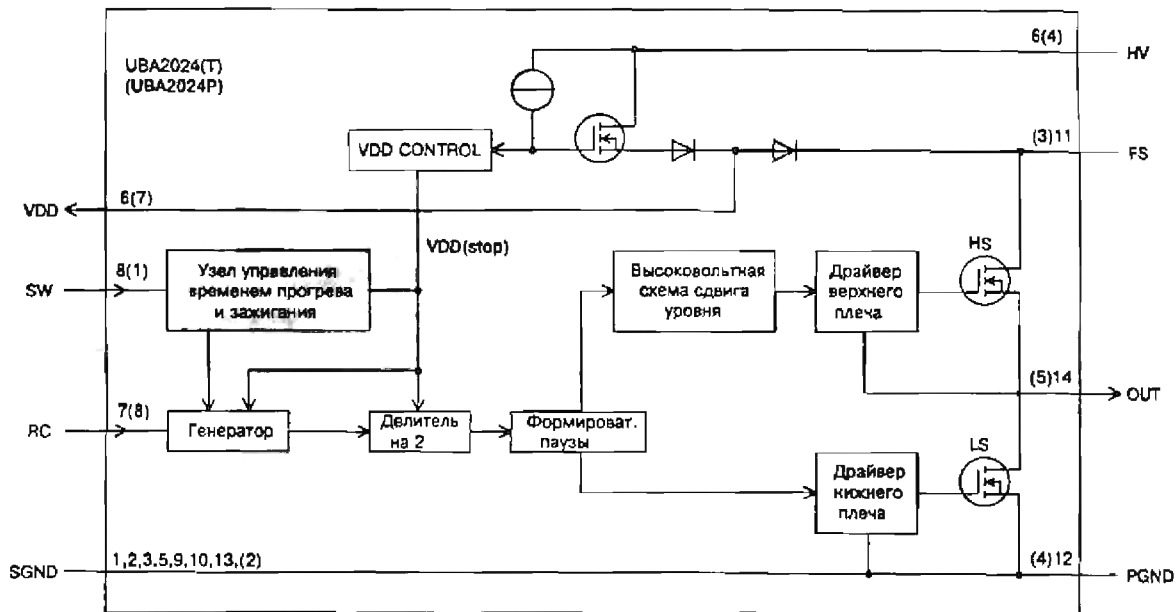 UBA2024(T)
(UBA2024P)
6(4)
HV
VDD CONTROL
(3)11
FS
6(7)
VDD
VDD(stop)
8(1)
SW
Узел управления
временем прогрева
и зажигания
Высоковольтная
схема сдвига
уровня
Драйвер
верхнего
плеча
HS
(5)14
OUT
7(8)
RC
Генератор
Делитель
на 2
Формироват.
паузы
LS
Драйвер
нижнего
плеча
1,2,3.5,9,10,13,(2)
SGND
(4)12
PGND